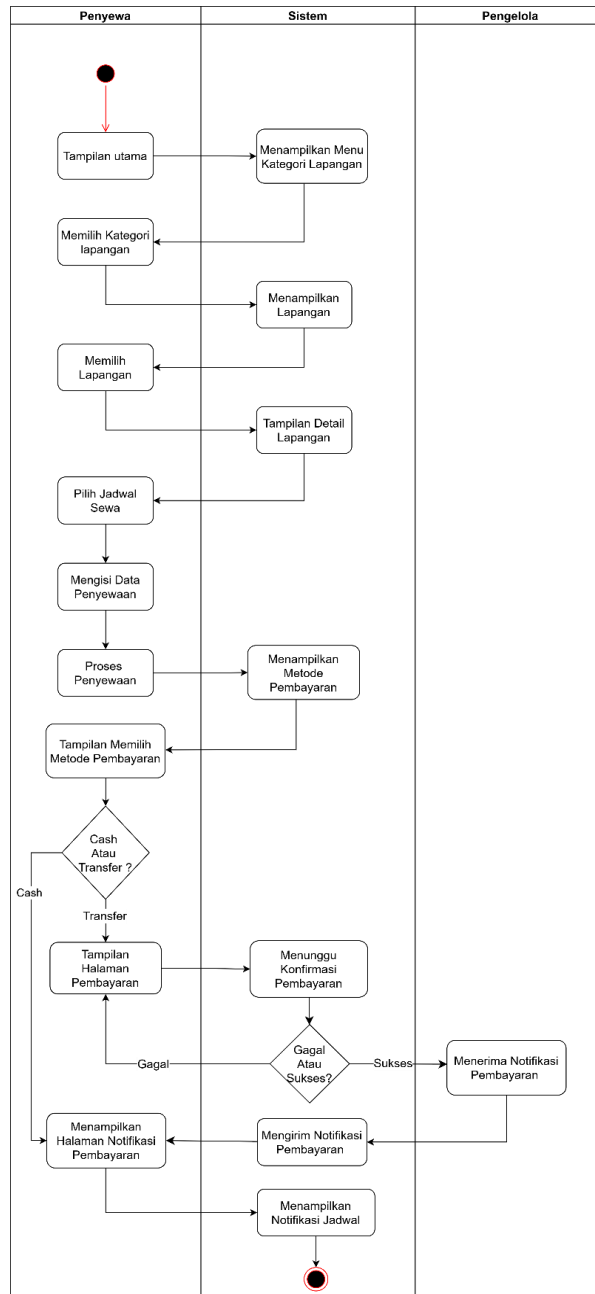 Penyewa
Sistem
Pengelola
Tampilan utama
Menampilkan Menu
Kategori Lapangan
Memilih Kategori
lapangan
Menampilkan
Lapangan
Memilih
Lapangan
Tampilan Detail
Lapangan
Pilih Jadwal
Sewa
Mengisi Data
Penyewaan
Proses
Penyewaan
Menampilkan
Metode
Pembayaran
Tampilan Memilih
Metode Pembayaran
Cash
Atau
Transfer ?
Cash
Transfer
Tampilan
Halaman
Pembayaran
Menunggu
Konfirmasi
Pembayaran
Gagal
Atau
Sukses?
Gagal
Sukses
Menerima Notifikasi
Pembayaran
Mengirim Notifikasi
Pembayaran
Menampilkan
Halaman Notifikasi
Pembayaran
Menampilkan
Notifikasi Jadwal